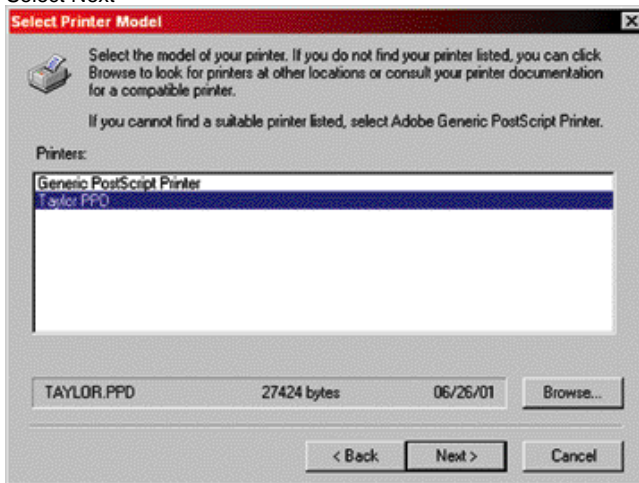 Select Next
Select Printer Model
Select the model of your printer. If you do not find your printer listed, you can click
Browse to look for printers at other locations or consult your printer documentation
for a compatible printer.
If you cannot find a suitable printer listed, select Adobe Generic PostScript Printer.
Printers:
Generic PostScript Printer
Taylor PPD
TAYLOR.PPD 27424 bytes 06/26/01 Browse...
< Back Next > Cancel